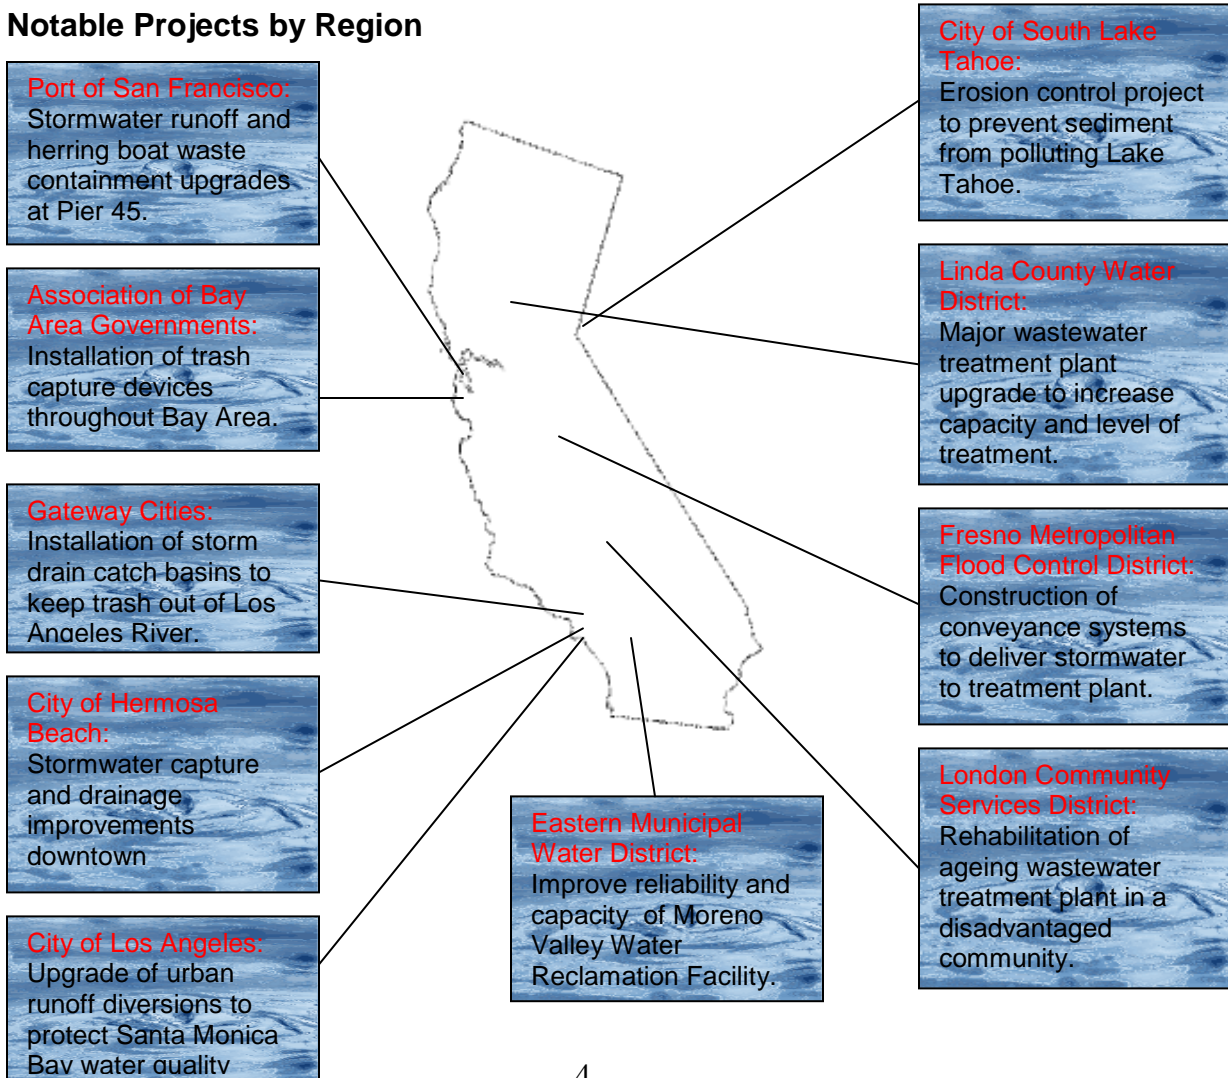 Notable Projects by Region
Port of San Francisco:
Stormwater runoff and
herring boat waste
containment upgrades
at Pier 45.
Association of Bay
Area Governments:
Installation of trash
capture devices
throughout Bay Area.
Gateway Cities:
Installation of storm
drain catch basins to
keep trash out of Los
Angeles River.
City of Hermosa
Beach:
Stormwater capture
and drainage
improvements
downtown
City of Los Angeles:
Upgrade of urban
runoff diversions to
protect Santa Monica
Bay water quality
Eastern Municipal
Water District:
Improve reliability and
capacity of Moreno
Valley Water
Reclamation Facility.
City of South Lake
Tahoe:
Erosion control project
to prevent sediment
from polluting Lake
Tahoe.
Linda County Water
District:
Major wastewater
treatment plant
upgrade to increase
capacity and level of
treatment.
Fresno Metropolitan
Flood Control District:
Construction of
conveyance systems
to deliver stormwater
to treatment plant.
London Community
Services District:
Rehabilitation of
ageing wastewater
treatment plant in a
disadvantaged
community.
4